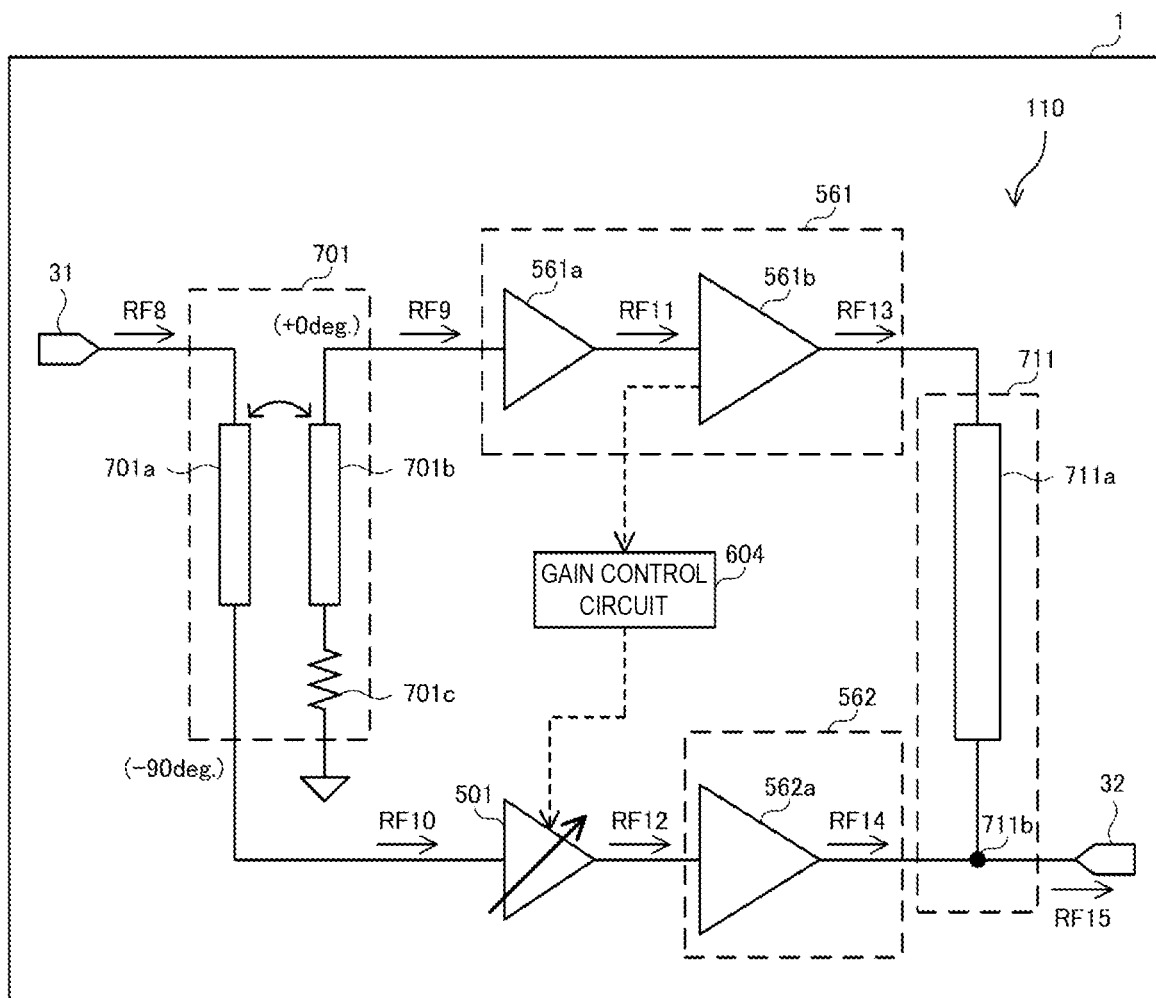 1
110
561
701
31
561a
561b
RF8
(+0deg.)
RF9
RF11
RF13
711
701a
701b
711a
GAIN CONTROL
CIRCUIT
604
701c
562
(−90deg.)
501
562a
32
RF10
RF12
RF14
711b
RF15